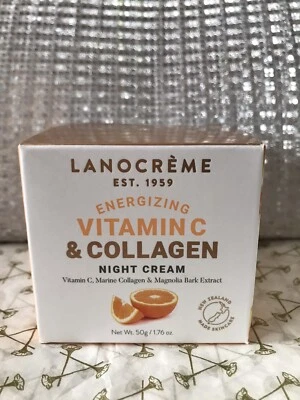 LANOCRÈME
EST. 1959
ENERGIZING
VITAMIN C
& COLLAGEN
NIGHT CREAM
Vitamin C, Marine Collagen & Magnolia Bark Extract
Net Wt. 50g / 1.76 oz
NEW ZEALAND
MADE SKINCARE